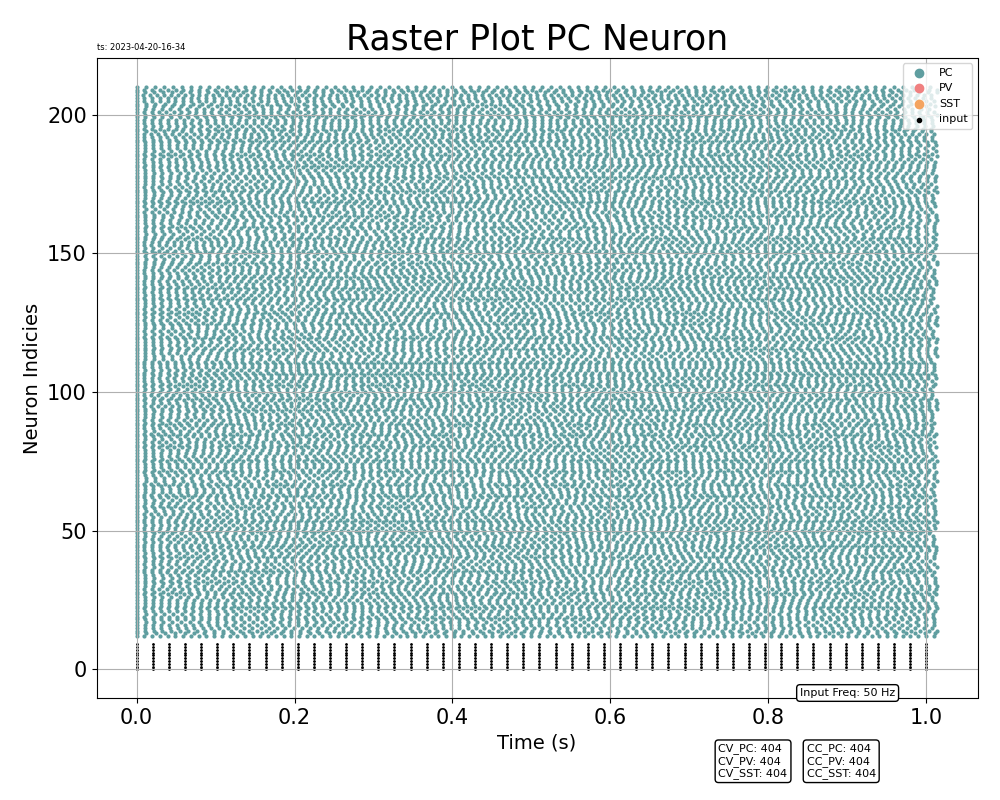 Raster Plot PC Neuron
ts: 2023-04-20-16-34
PC
PV
SST
input
200
150
100
50
0
Neuron Indicies
0.0 0.2 0.4 0.6 0.8 1.0
Input Freq: 50 Hz
Time (s)
CV_PC: 404
CV_PV: 404
CV_SST: 404
CC_PC: 404
CC_PV: 404
CC_SST: 404